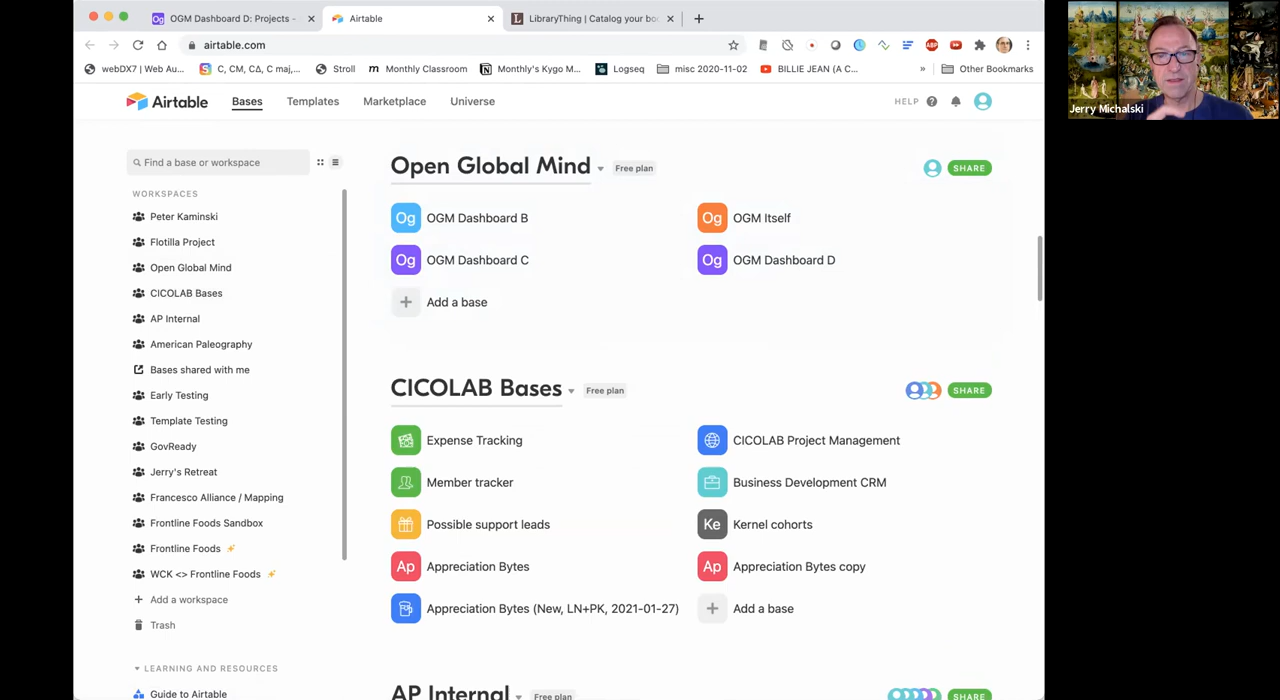 OGM Dashboard D: Projects -
Airtable
LibraryThing | Catalog your bo
airtable.com
webDX7 | Web Au...
C, CM, CΔ, C maj,...
Stroll
Monthly Classroom
Monthly's Kygo M...
Logseq
misc 2020-11-02
BILLIE JEAN (A C...
»
Other Bookmarks
Airtable
Bases
Templates
Marketplace
Universe
HELP
Find a base or workspace
WORKSPACES
Peter Kaminski
Flotilla Project
Open Global Mind
CICOLAB Bases
AP Internal
American Paleography
Bases shared with me
Early Testing
Template Testing
GovReady
Jerry's Retreat
Francesco Alliance / Mapping
Frontline Foods Sandbox
Frontline Foods
WCK <> Frontline Foods
Add a workspace
Trash
LEARNING AND RESOURCES
Guide to Airtable
Open Global Mind
Free plan
SHARE
Og OGM Dashboard B
Og OGM Itself
Og OGM Dashboard C
Og OGM Dashboard D
+ Add a base
CICOLAB Bases
Free plan
SHARE
Expense Tracking
CICOLAB Project Management
Member tracker
Business Development CRM
Possible support leads
Ke Kernel cohorts
Ap Appreciation Bytes
Ap Appreciation Bytes copy
Appreciation Bytes (New, LN+PK, 2021-01-27)
+ Add a base
AP Internal
Free plan
SHARE
Jerry Michalski